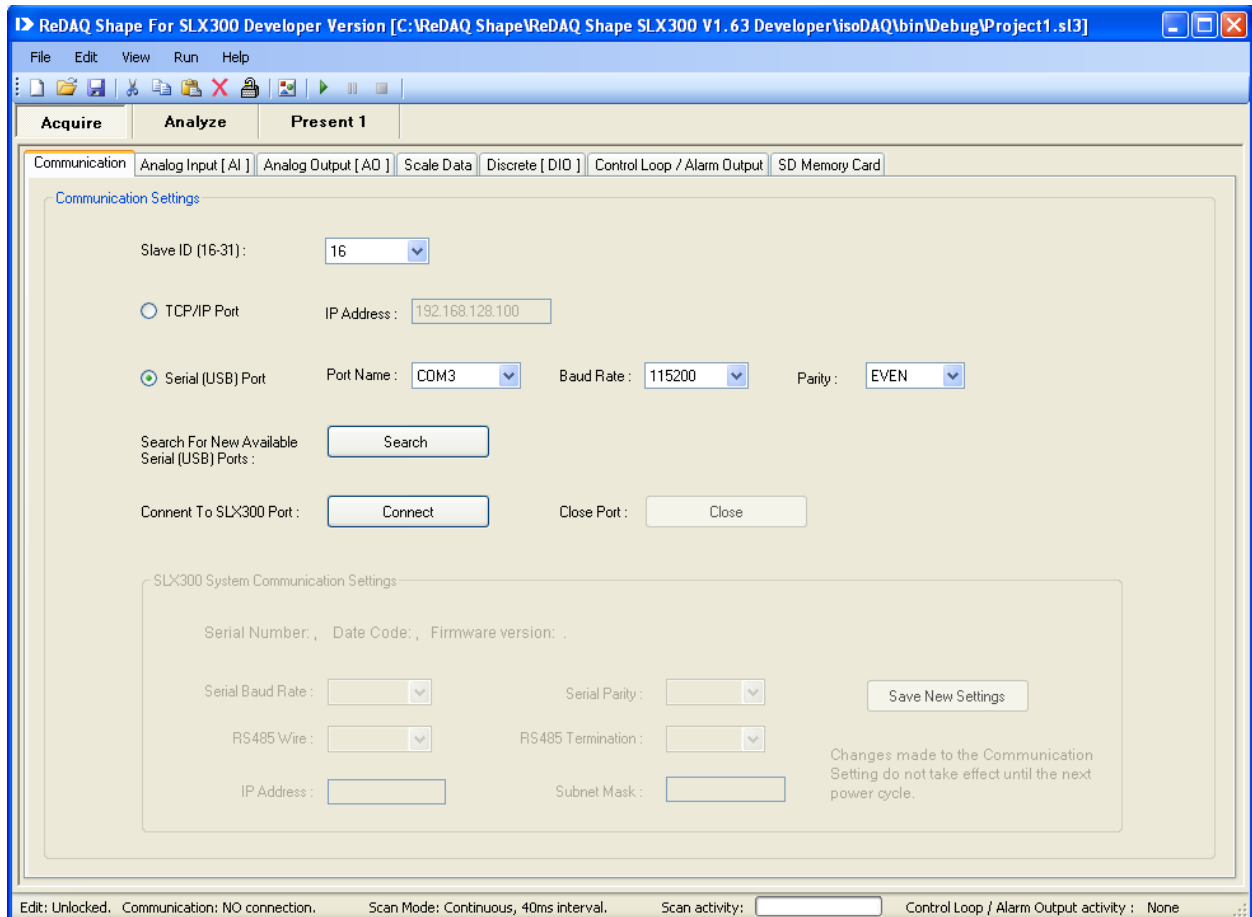 ReDAQ Shape For SLX300 Developer Version [C:\ReDAQ Shape\ReDAQ Shape SLX300 V1.63 Developer\isoDAQ\bin\Debug\Project1.sl3]
File Edit View Run Help
Acquire Analyze Present 1
Communication Analog Input [ AI ] Analog Output [ AO ] Scale Data Discrete [ DIO ] Control Loop / Alarm Output SD Memory Card
Communication Settings
Slave ID (16-31) : 16
TCP/IP Port IP Address : 192.168.128.100
Serial (USB) Port Port Name : COM3 Baud Rate : 115200 Parity : EVEN
Search For New Available
Serial (USB) Ports : Search
Connent To SLX300 Port : Connect Close Port : Close
SLX300 System Communication Settings
Serial Number: , Date Code: , Firmware version: .
Serial Baud Rate : Serial Parity : Save New Settings
RS485 Wire : RS485 Termination :
Changes made to the Communication
Setting do not take effect until the next
power cycle.
IP Address : Subnet Mask :
Edit: Unlocked. Communication: NO connection. Scan Mode: Continuous, 40ms interval. Scan activity: Control Loop / Alarm Output activity : None